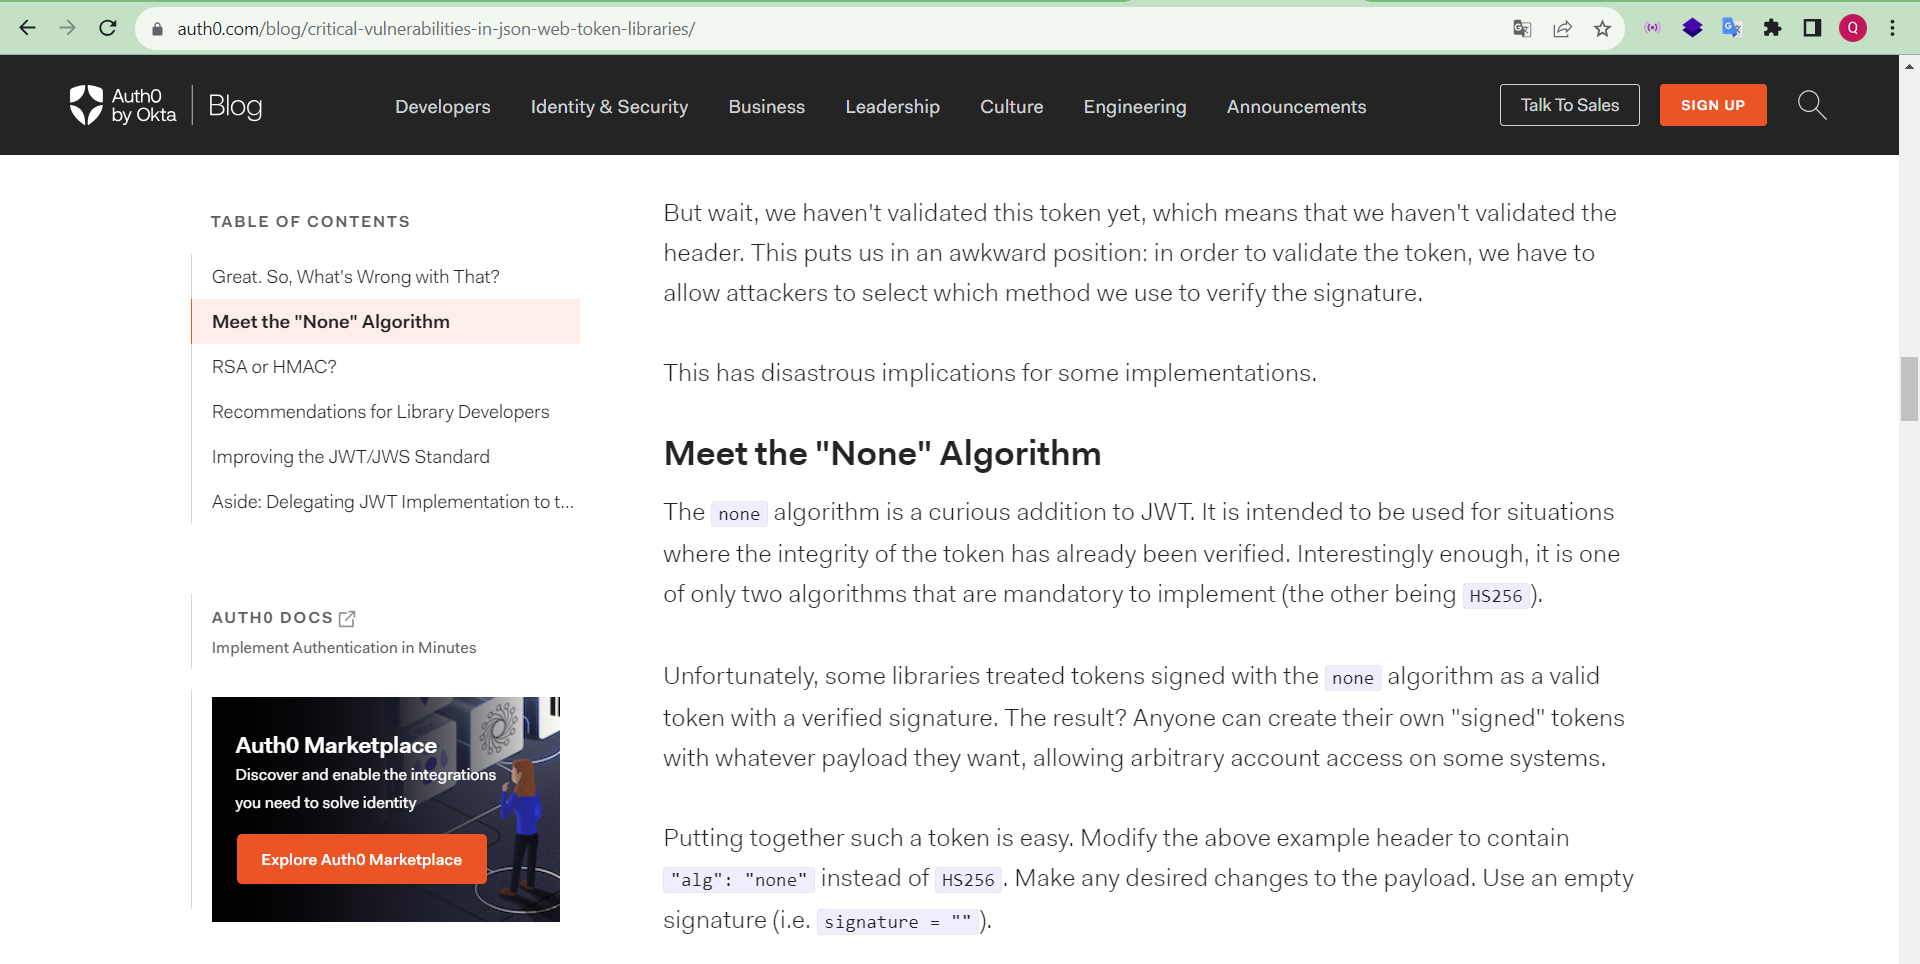 auth0.com/blog/critical-vulnerabilities-in-json-web-token-libraries/
Q
Auth0
by Okta
Blog
Developers
Identity & Security
Business
Leadership
Culture
Engineering
Announcements
Talk To Sales
SIGN UP
TABLE OF CONTENTS
Great. So, What's Wrong with That?
Meet the "None" Algorithm
RSA or HMAC?
Recommendations for Library Developers
Improving the JWT/JWS Standard
Aside: Delegating JWT Implementation to t...
AUTH0 DOCS
Implement Authentication in Minutes
Auth0 Marketplace
Discover and enable the integrations
you need to solve identity
Explore Auth0 Marketplace
But wait, we haven't validated this token yet, which means that we haven't validated the
header. This puts us in an awkward position: in order to validate the token, we have to
allow attackers to select which method we use to verify the signature.
This has disastrous implications for some implementations.
Meet the "None" Algorithm
The none algorithm is a curious addition to JWT. It is intended to be used for situations
where the integrity of the token has already been verified. Interestingly enough, it is one
of only two algorithms that are mandatory to implement (the other being HS256).
Unfortunately, some libraries treated tokens signed with the none algorithm as a valid
token with a verified signature. The result? Anyone can create their own "signed" tokens
with whatever payload they want, allowing arbitrary account access on some systems.
Putting together such a token is easy. Modify the above example header to contain
"alg": "none" instead of HS256. Make any desired changes to the payload. Use an empty
signature (i.e. signature = "").